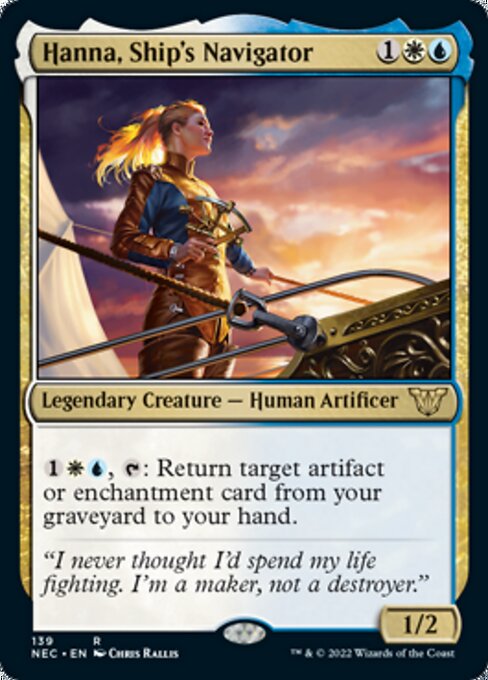 Hanna, Ship's Navigator 1
Legendary Creature — Human Artificer
1, : Return target artifact
or enchantment card from your
graveyard to your hand.
"I never thought I'd spend my life
fighting. I'm a maker, not a destroyer."
1/2
139 R
NEC • EN Chris Rallis ™ & © 2022 Wizards of the Coast